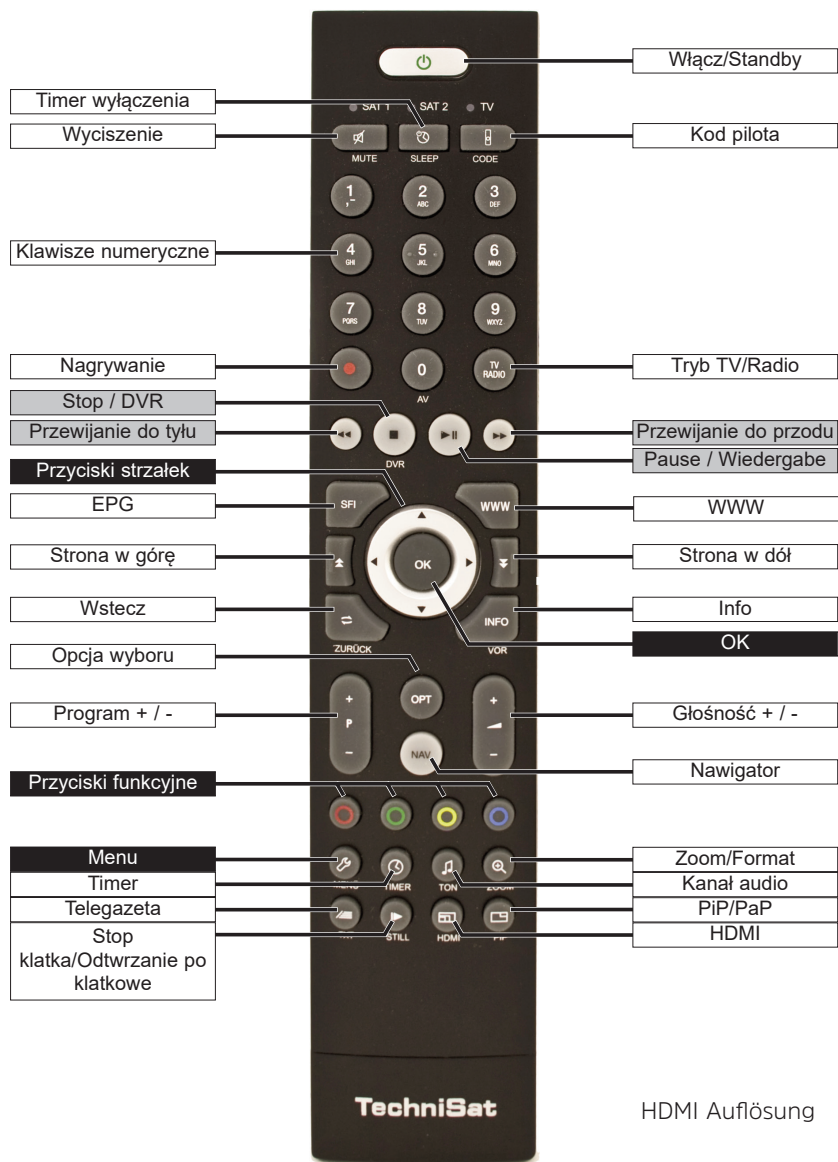 Włącz/Standby
Timer wyłączenia
SAT 1 SAT 2 TV
Wyciszenie
Kod pilota
MUTE SLEEP CODE
1 2 3
,- ABC DEF
Klawisze numeryczne
4 5 6
GHI JKL MNO
7 8 9
PQRS TUV WXYZ
Nagrywanie
0
TV
RADIO
Tryb TV/Radio
AV
Stop / DVR
Przewijanie do tyłu
Przewijanie do przodu
DVR
Pause / Wiedergabe
Przyciski strzałek
EPG
SFI
WWW
WWW
Strona w górę
OK
Strona w dół
Wstecz
INFO
Info
ZURÜCK
VOR
OK
Opcja wyboru
OPT
Program + / -
+ P -
+ -
Głośność + / -
NAV
Nawigator
Przyciski funkcyjne
Menu
Zoom/Format
Timer
MENU TIMER TON ZOOM
Kanał audio
Telegazeta
PiP/PaP
Stop
klatka/Odtwrzanie po
klatkowe
STILL HDMI PIP
HDMI
TechniSat
HDMI Auflösung